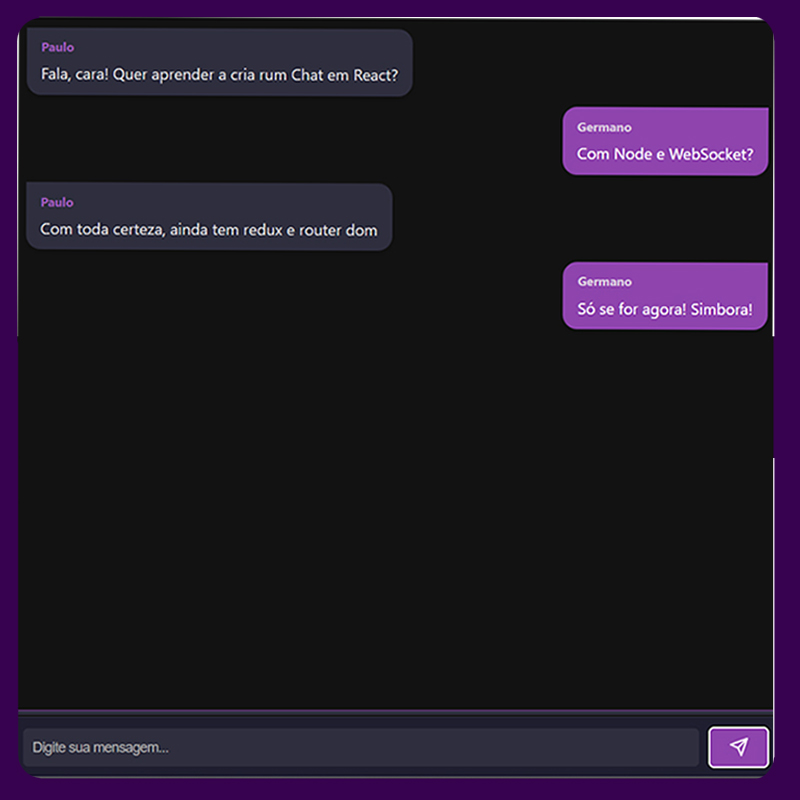 Paulo
Fala, cara! Quer aprender a cria rum Chat em React?
Germano
Com Node e WebSocket?
Paulo
Com toda certeza, ainda tem redux e router dom
Germano
Só se for agora! Simbora!
Digite sua mensagem...